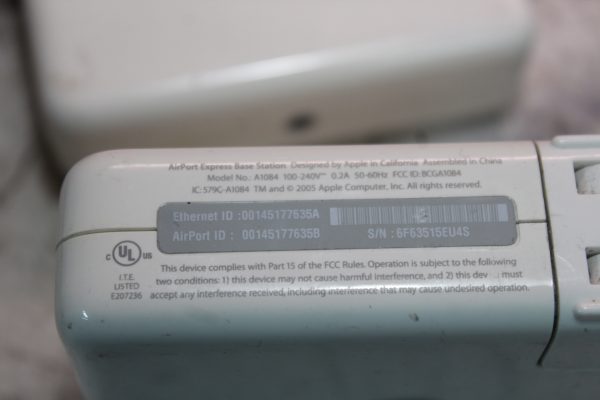 AirPort Express Base Station Designed by Apple in California Assembled in China
Model No. A1084 100-240V~ 0.2A 50-60Hz FCC ID: BCGA1084
IC: 579C-A1084 TM and © 2005 Apple Computer, Inc. All rights reserved.
Ethernet ID :00145177635A
AirPort ID : 00145177635B S/N : 6F63515EU4S
C UL US
I.T.E.
LISTED
E207236
This device complies with Part 15 of the FCC Rules. Operation is subject to the following
two conditions: 1) this device may not cause harmful interference, and 2) this must
accept any interference received, including interference that may cause undesired operation.